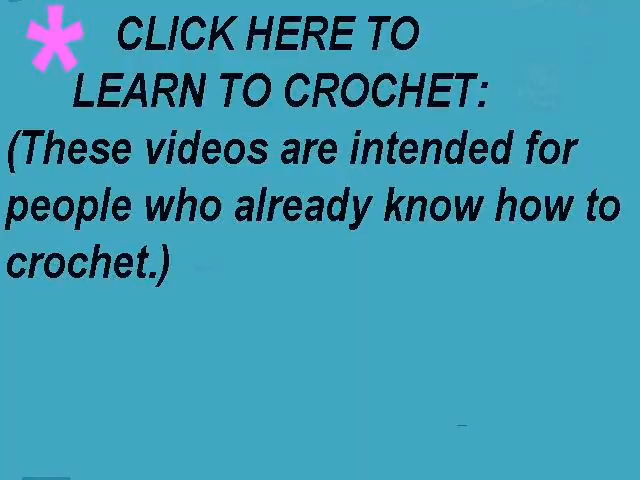 * CLICK HERE TO
LEARN TO CROCHET:
(These videos are intended for
people who already know how to
crochet.)